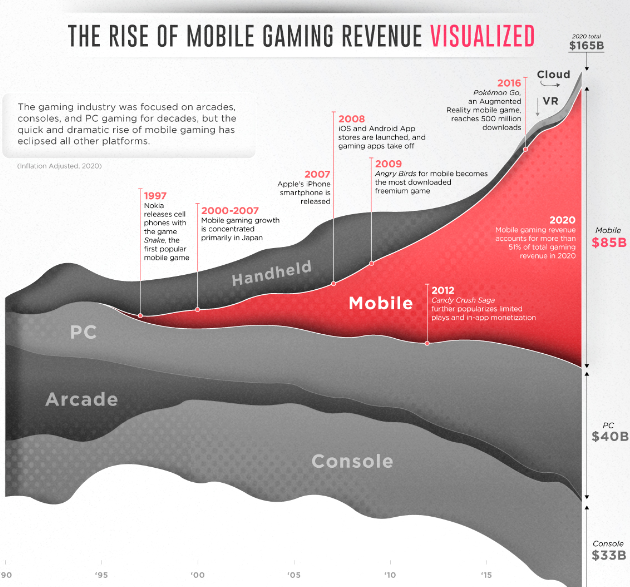 THE RISE OF MOBILE GAMING REVENUE VISUALIZED
2020 total
$165B
The gaming industry was focused on arcades,
consoles, and PC gaming for decades, but the
quick and dramatic rise of mobile gaming has
eclipsed all other platforms.
(Inflation Adjusted, 2020)
1997
Nokia
releases cell
phones with
the game
Snake, the
first popular
mobile game
2000-2007
Mobile gaming growth
is concentrated
primarily in Japan
2007
Apple's iPhone
smartphone is
released
2008
iOS and Android App
stores are launched, and
gaming apps take off
2009
Angry Birds for mobile becomes
the most downloaded
freemium game
2016
Pokémon Go,
an Augmented
Reality mobile game,
reaches 500 million
downloads
Cloud
VR
2020
Mobile gaming revenue
accounts for more than
51% of total gaming
revenue in 2020
2012
Candy Crush Saga
further popularizes limited
plays and in-app monetization
Handheld
Mobile
PC
Arcade
Console
Mobile
$85B
PC
$40B
Console
$33B
90
'95
'00
'05
'10
'15